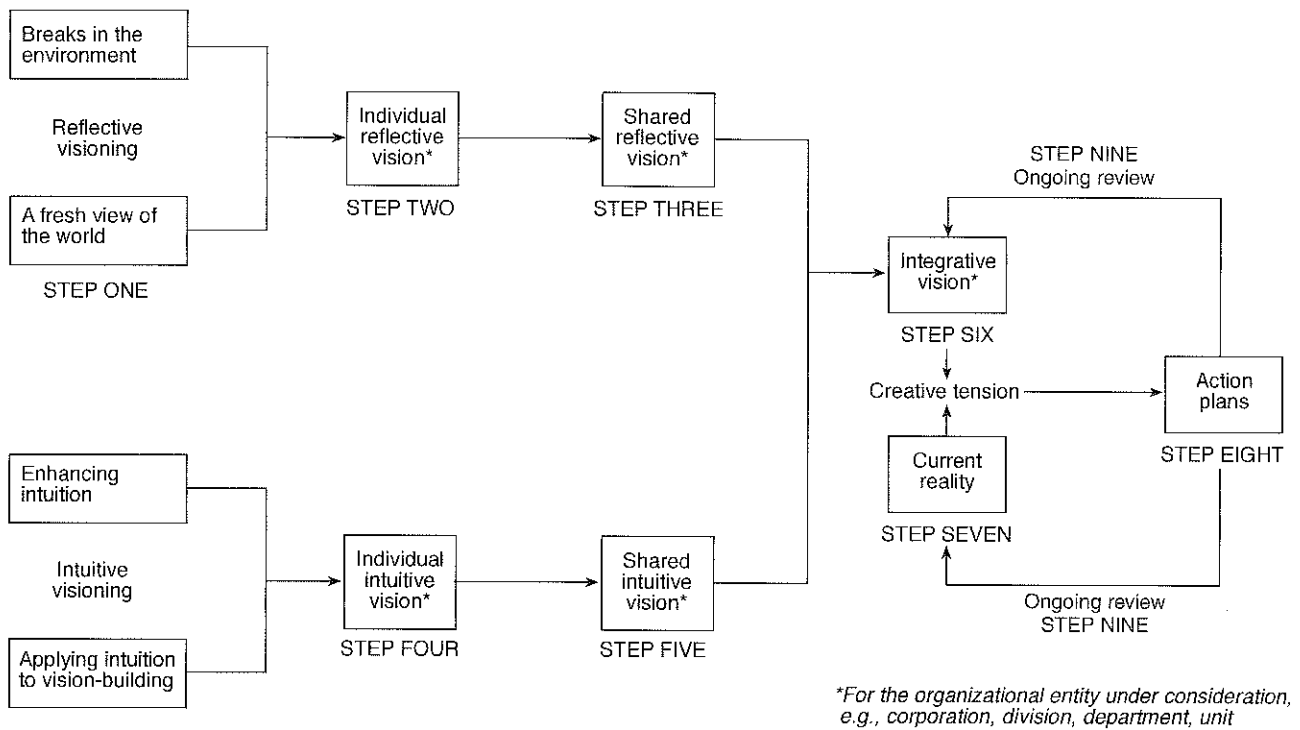 Breaks in the
environment
Reflective
visioning
A fresh view of
the world
STEP ONE
Individual
reflective
vision*
STEP TWO
Shared
reflective
vision*
STEP THREE
Enhancing
intuition
Intuitive
visioning
Applying intuition
to vision-building
Individual
intuitive
vision*
STEP FOUR
Shared
intuitive
vision*
STEP FIVE
STEP NINE
Ongoing review
integrative
vision*
STEP SIX
Creative tension
Action
plans
STEP EIGHT
Current
reality
STEP SEVEN
Ongoing review
STEP NINE
*For the organizational entity under consideration,
e.g., corporation, division, department, unit